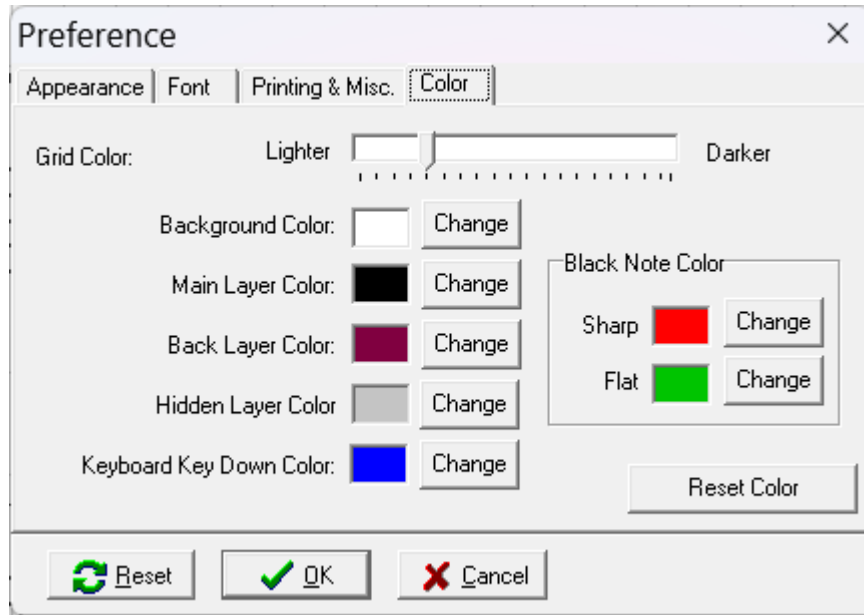 Preference
Appearance Font Printing & Misc. Color
Grid Color: Lighter Darker
Background Color: Change
Main Layer Color: Change
Back Layer Color: Change
Hidden Layer Color Change
Keyboard Key Down Color: Change
Black Note Color
Sharp Change
Flat Change
Reset Color
Reset OK Cancel